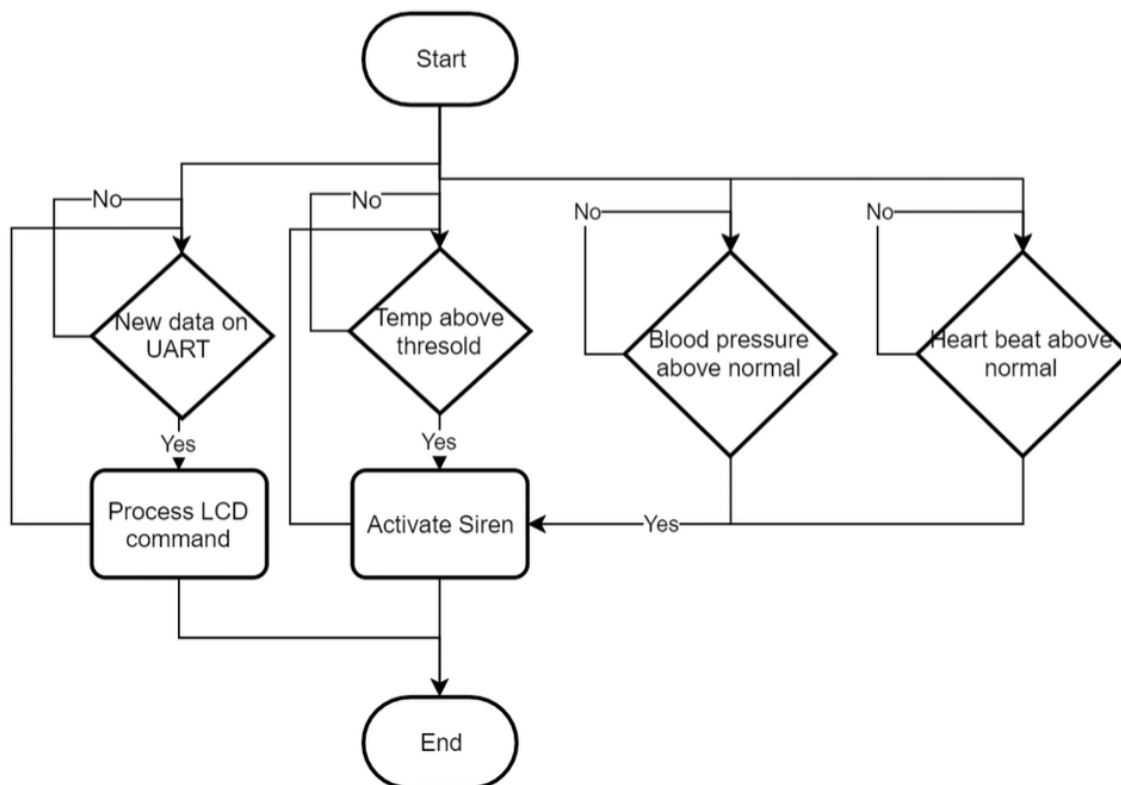 Start
No
No
No
No
New data on
UART
Temp above
thresold
Blood pressure
above normal
Heart beat above
normal
Yes
Yes
Process LCD
command
Activate Siren
Yes
End